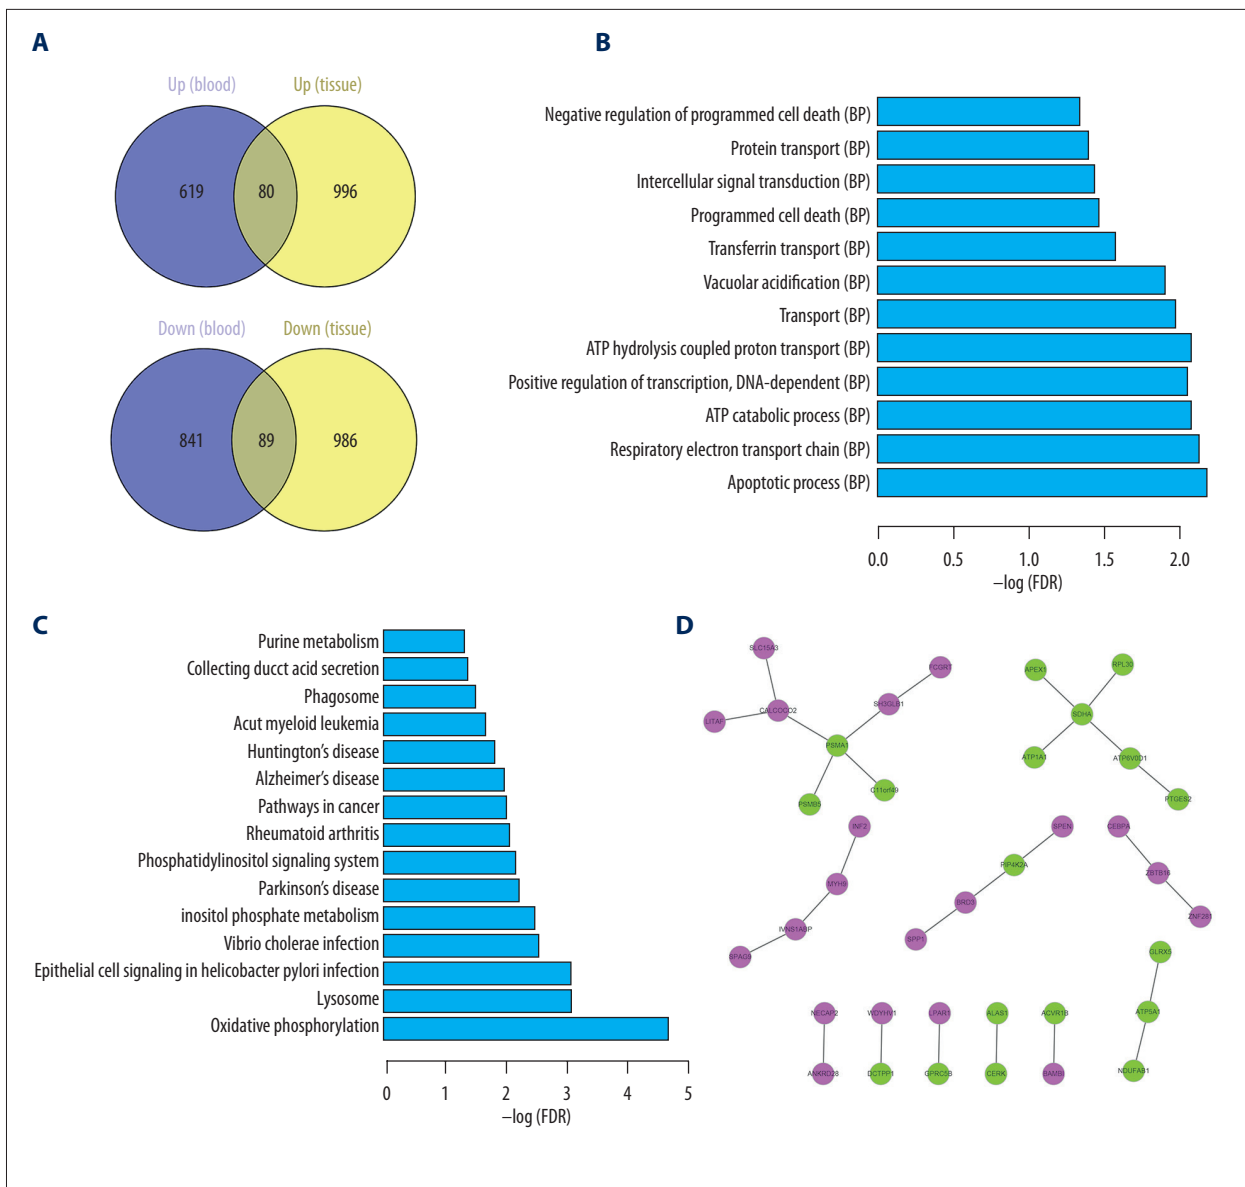 A
Up (blood)
Up (tissue)
619
80
996
Down (blood)
Down (tissue)
841
89
986
B
Negative regulation of programmed cell death (BP)
Protein transport (BP)
Intercellular signal transduction (BP)
Programmed cell death (BP)
Transferrin transport (BP)
Vacuolar acidification (BP)
Transport (BP)
ATP hydrolysis coupled proton transport (BP)
Positive regulation of transcription, DNA-dependent (BP)
ATP catabolic process (BP)
Respiratory electron transport chain (BP)
Apoptotic process (BP)
0.0 0.5 1.0 1.5 2.0
–log (FDR)
C
Purine metabolism
Collecting ducct acid secretion
Phagosome
Acut myeloid leukemia
Huntington's disease
Alzheimer's disease
Pathways in cancer
Rheumatoid arthritis
Phosphatidylinositol signaling system
Parkinson's disease
inositol phosphate metabolism
Vibrio cholerae infection
Epithelial cell signaling in helicobacter pylori infection
Lysosome
Oxidative phosphorylation
0 1 2 3 4 5
–log (FDR)
D
SLC15A3
FCGRT
LITAF
CALCOCO2
SH3GLB1
PSMA1
PSMB5
C11orf49
APEX1
RPL30
SDHA
ATP1A1
ATP6V0D1
PTGES2
INF2
MYH9
IVNS1ABP
SPAG9
SPEN
PIP4K2A
BRD3
SPP1
CEBPA
ZBTB16
ZNF281
GLRX5
ATP5A1
NDUFAB1
NECAP2
WDYHV1
LPAR1
ALAS1
ACVR1B
ANKRD28
DCTPP1
GPRC5B
CERK
BAMBI